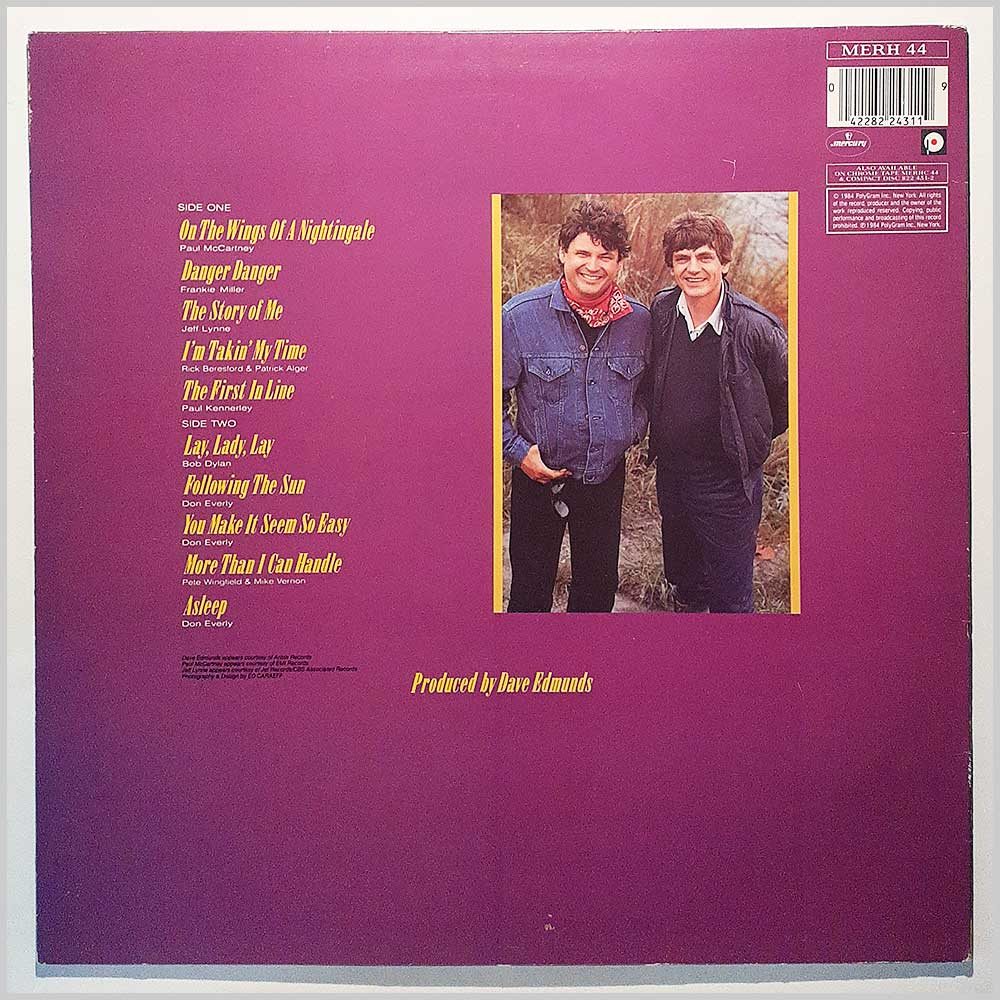 MERH 44
0
9
42282 24311
mercury
ALSO AVAILABLE
ON CHROME TAPE MERHC 44
& COMPACT DISC 822 431-2
© 1984 PolyGram Inc., New York. All rights
of the record, producer and the owner of the
work reproduced reserved. Copying, public
performance and broadcasting of this record
prohibited. ℗ 1984 PolyGram Inc., New York.
SIDE ONE
On The Wings Of A Nightingale
Paul McCartney
Danger Danger
Frankie Miller
The Story of Me
Jeff Lynne
I'm Takin' My Time
Rick Beresford & Patrick Alger
The First In Line
Paul Kennerley
SIDE TWO
Lay, Lady, Lay
Bob Dylan
Following The Sun
Don Everly
You Make It Seem So Easy
Don Everly
More Than I Can Handle
Pete Wingfield & Mike Vernon
Asleep
Don Everly
Dave Edmunds appears courtesy of Arista Records
Paul McCartney appears courtesy of EMI Records
Jeff Lynne appears courtesy of Jet Records/CBS Associated Records
Photography & Design by ED CARAEFF
Produced by Dave Edmunds